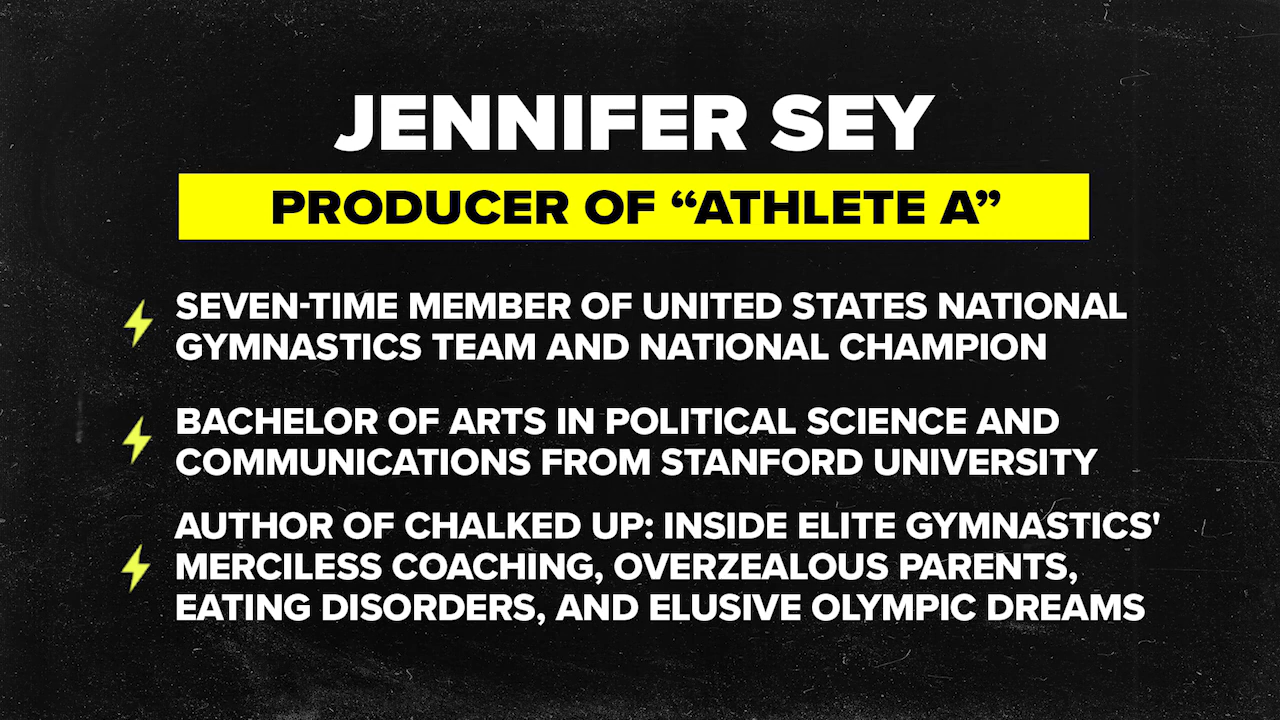 JENNIFER SEY
PRODUCER OF “ATHLETE A”
SEVEN-TIME MEMBER OF UNITED STATES NATIONAL
GYMNASTICS TEAM AND NATIONAL CHAMPION
BACHELOR OF ARTS IN POLITICAL SCIENCE AND
COMMUNICATIONS FROM STANFORD UNIVERSITY
AUTHOR OF CHALKED UP: INSIDE ELITE GYMNASTICS'
MERCILESS COACHING, OVERZEALOUS PARENTS,
EATING DISORDERS, AND ELUSIVE OLYMPIC DREAMS